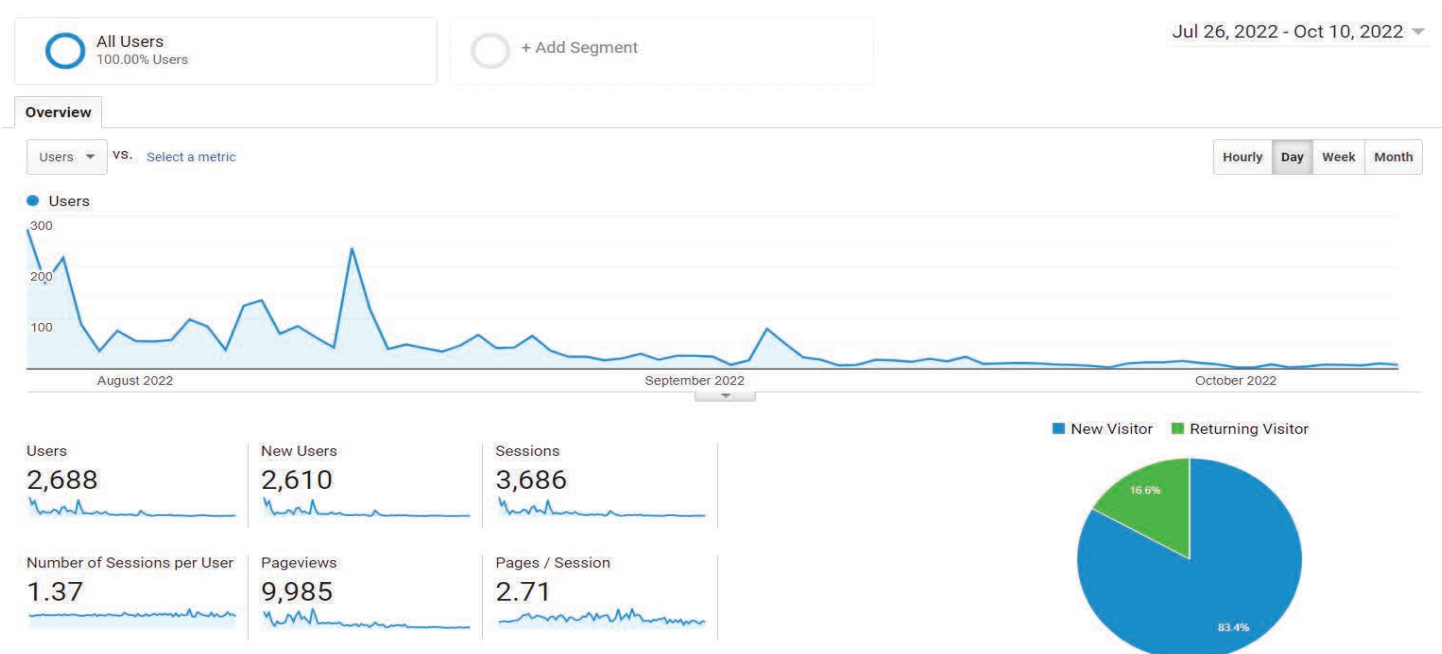 All Users
100.00% Users
+ Add Segment
Jul 26, 2022 - Oct 10, 2022
Overview
Users
VS.
Select a metric
Hourly
Day
Week
Month
Users
300
200
100
August 2022
September 2022
October 2022
New Visitor
Returning Visitor
16.6%
83.4%
Users
2,688
New Users
2,610
Sessions
3,686
Number of Sessions per User
1.37
Pageviews
9,985
Pages / Session
2.71